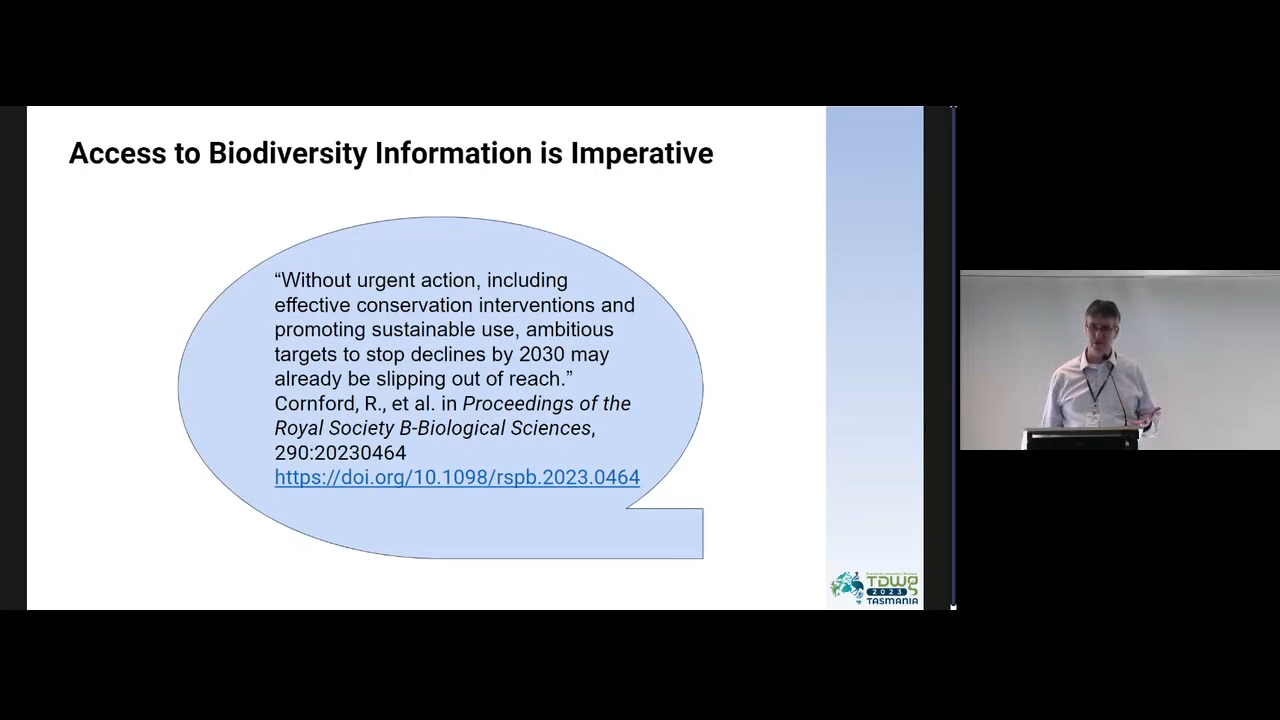 Access to Biodiversity Information is Imperative
“Without urgent action, including
effective conservation interventions and
promoting sustainable use, ambitious
targets to stop declines by 2030 may
already be slipping out of reach.”
Cornford, R., et al. in Proceedings of the
Royal Society B-Biological Sciences,
290:20230464
https://doi.org/10.1098/rspb.2023.0464
TDWG
2023
TASMANIA